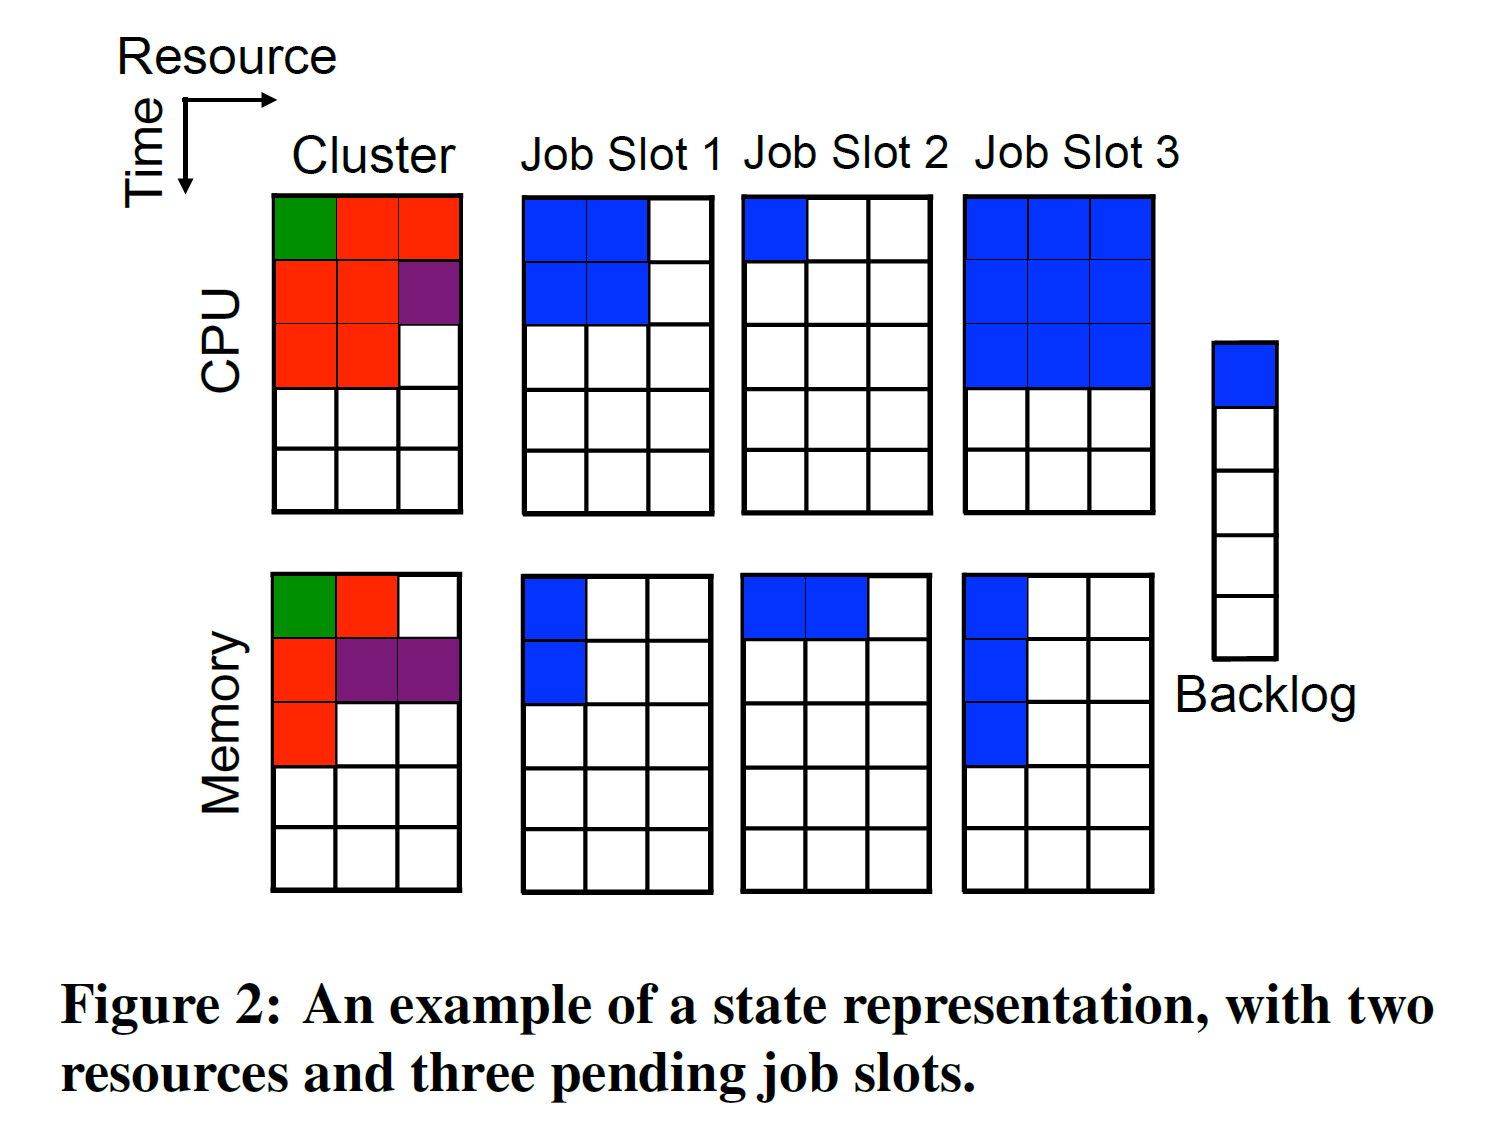 Resource
Time
Cluster
Job Slot 1
Job Slot 2
Job Slot 3
CPU
Memory
Backlog
Figure 2: An example of a state representation, with two
resources and three pending job slots.